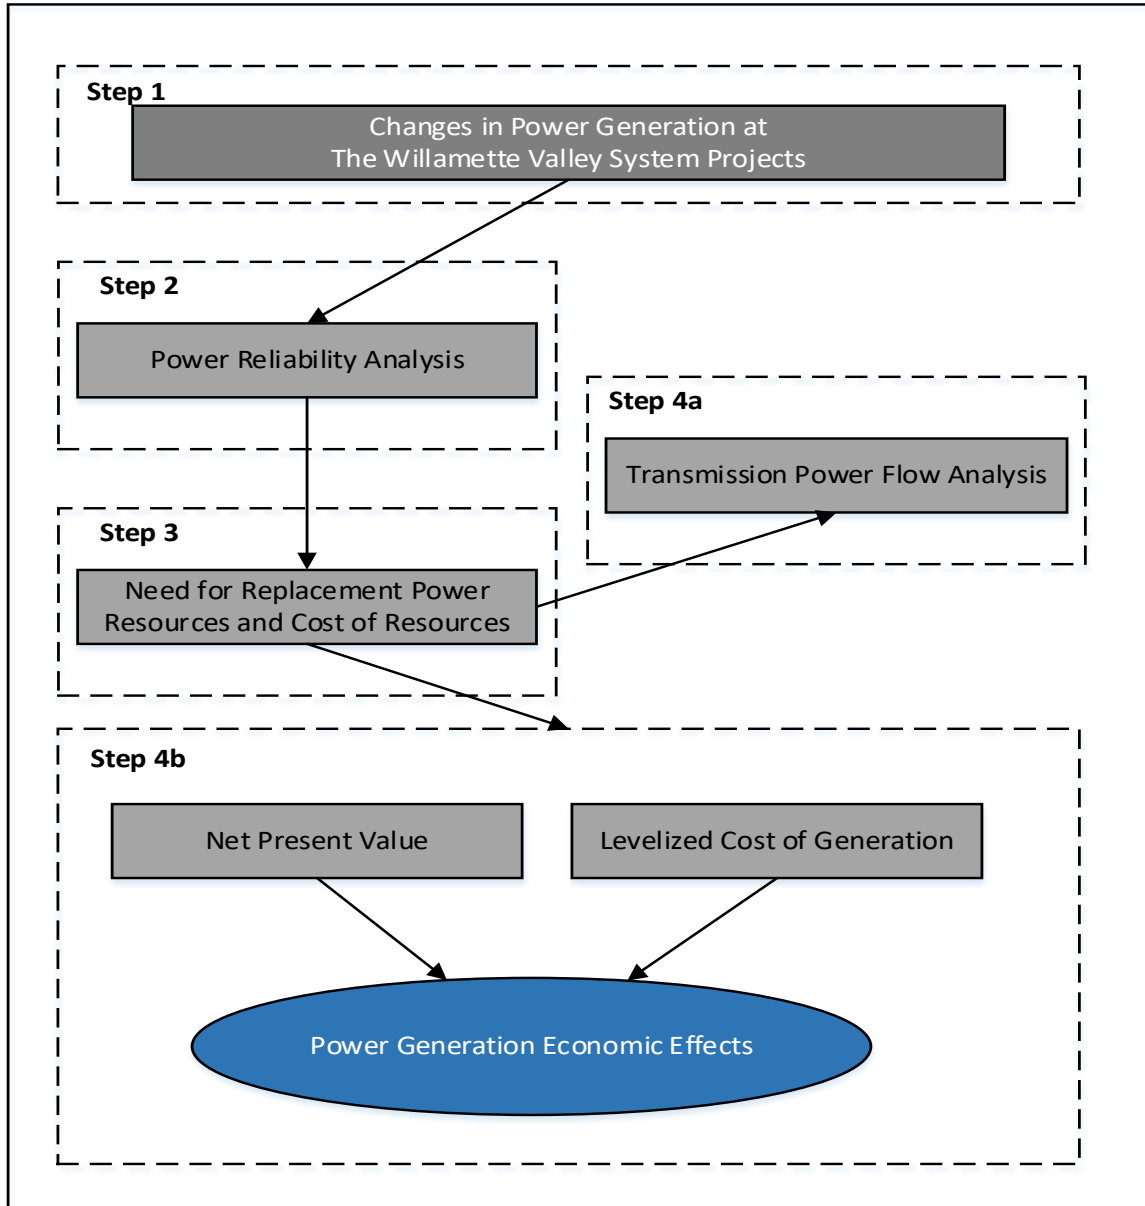 Step 1
Changes in Power Generation at
The Willamette Valley System Projects
Step 2
Power Reliability Analysis
Step 4a
Transmission Power Flow Analysis
Step 3
Need for Replacement Power
Resources and Cost of Resources
Step 4b
Net Present Value
Levelized Cost of Generation
Power Generation Economic Effects